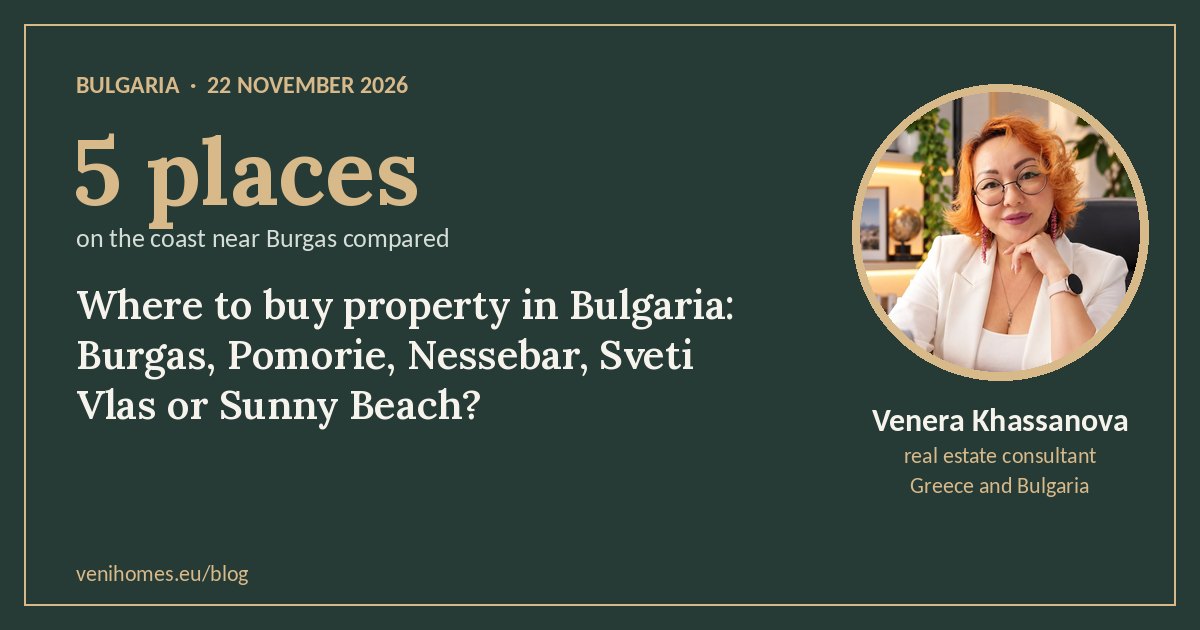 BULGARIA · 22 NOVEMBER 2026
5 places
on the coast near Burgas compared
Where to buy property in Bulgaria:
Burgas, Pomorie, Nessebar, Sveti
Vlas or Sunny Beach?
Venera Khassanova
real estate consultant
Greece and Bulgaria
venihomes.eu/blog